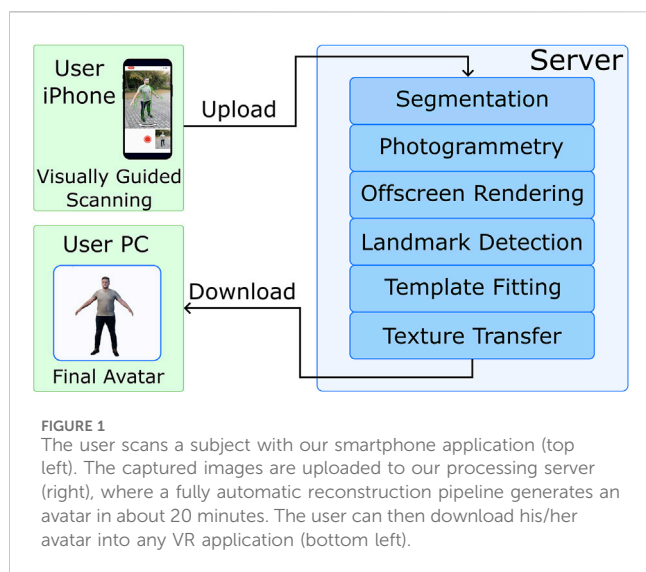 User
iPhone
Visually Guided
Scanning
Upload
Server
Segmentation
Photogrammetry
Offscreen Rendering
Landmark Detection
Template Fitting
Texture Transfer
Download
User PC
Final Avatar
FIGURE 1
The user scans a subject with our smartphone application (top
left). The captured images are uploaded to our processing server
(right), where a fully automatic reconstruction pipeline generates an
avatar in about 20 minutes. The user can then download his/her
avatar into any VR application (bottom left).